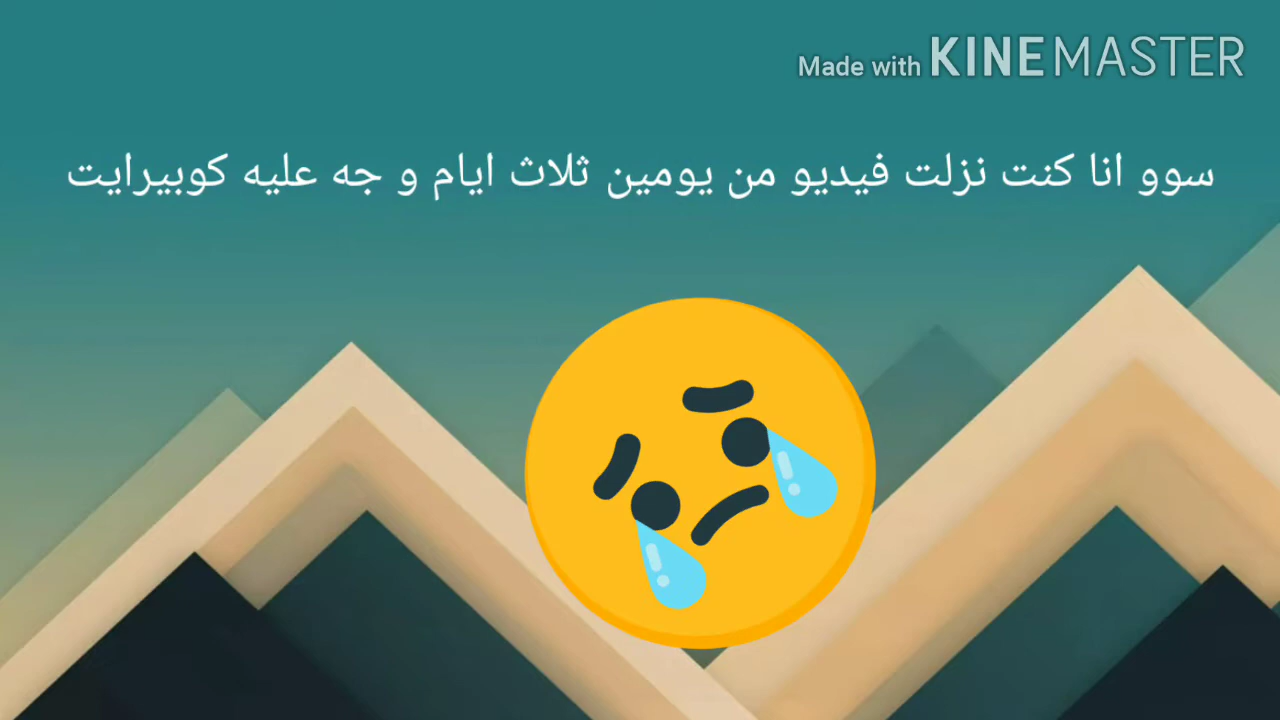 Made with KINEMASTER
سوو انا كنت نزلت فيديو من يومين ثلاث ايام و جه عليه كوبيرايت